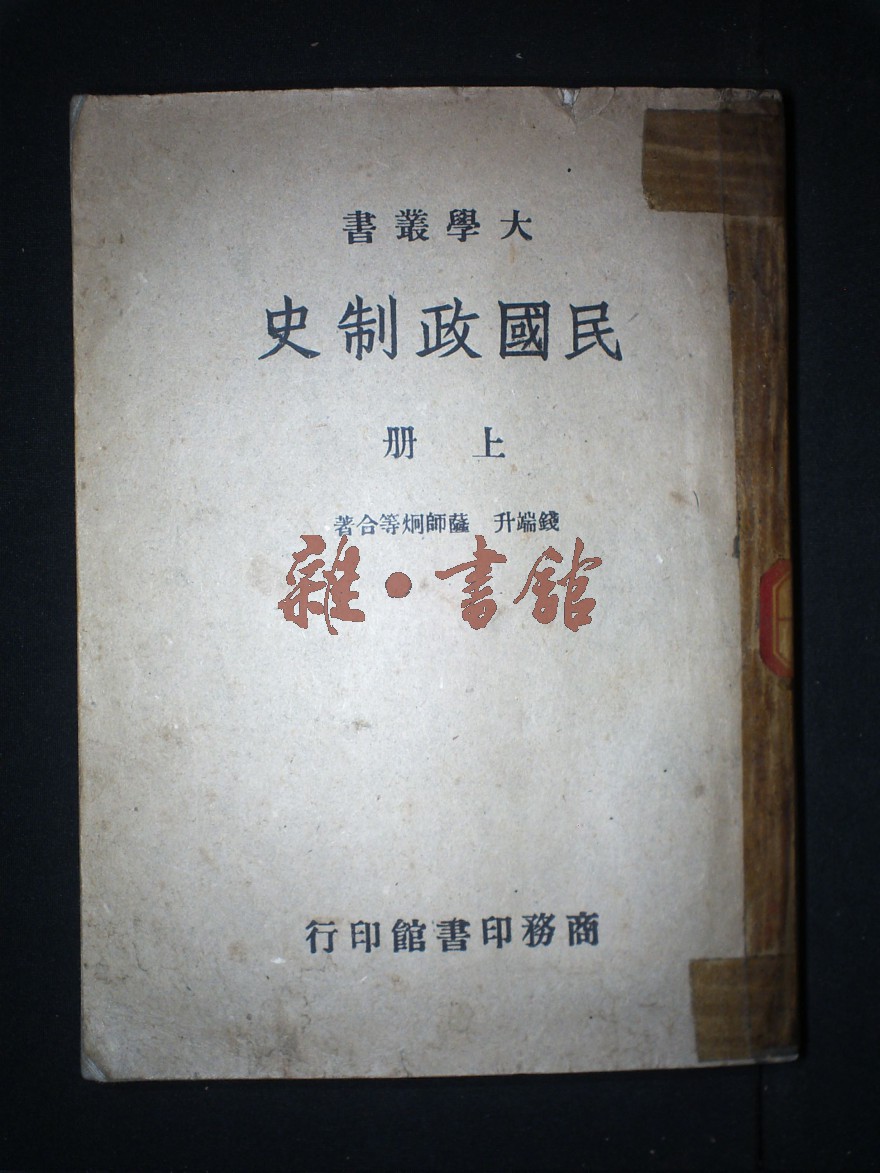 大學叢書
民國政制史
上 册
錢端升 薩師炯等合著
雜·書館
商務印書館印行